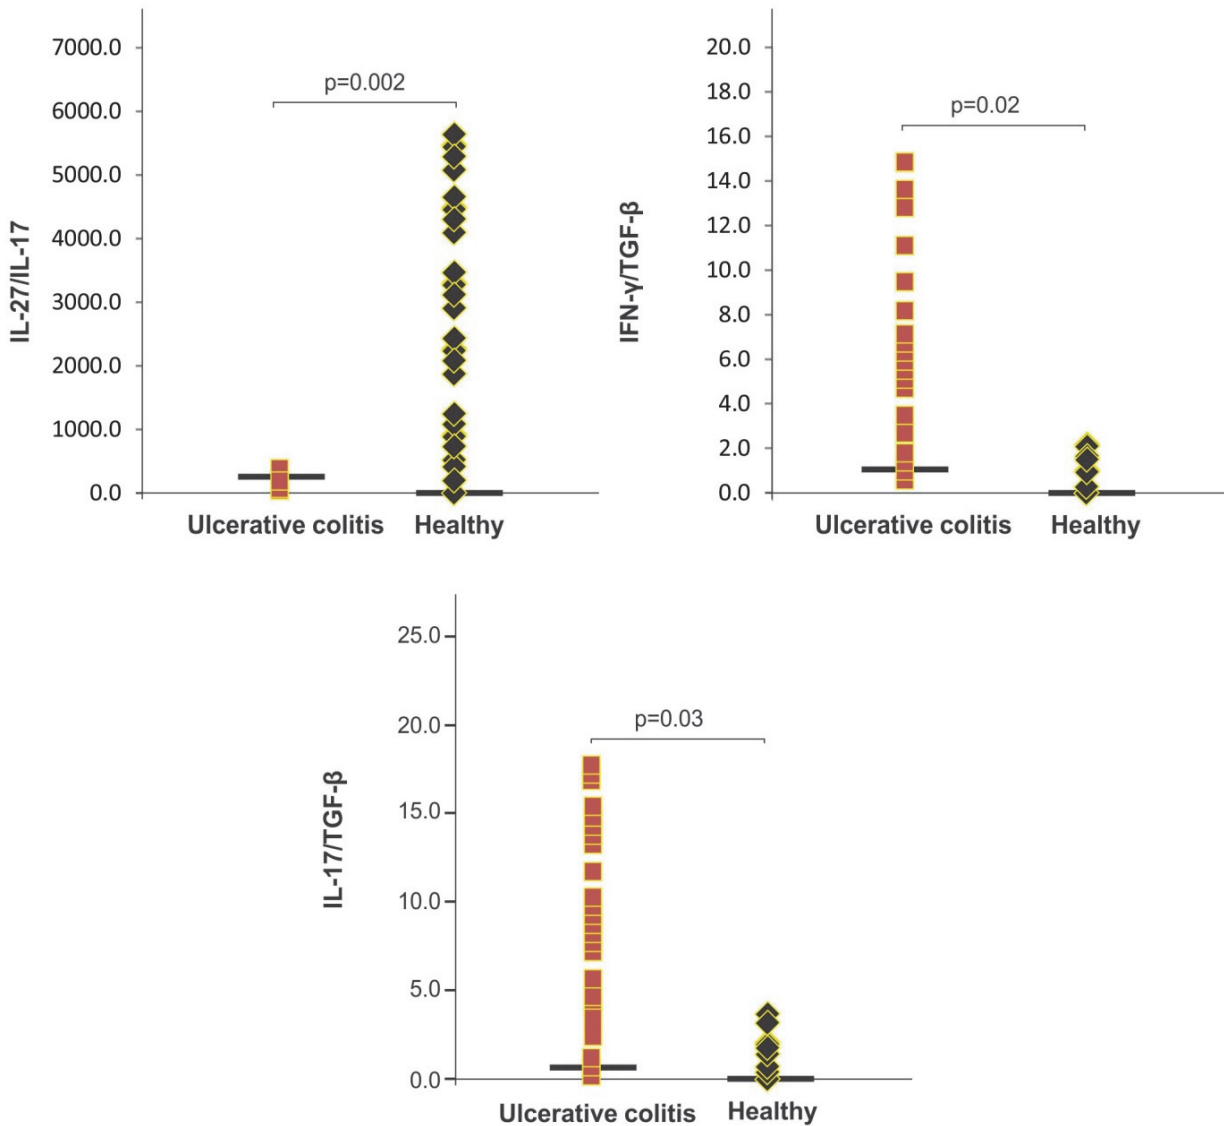 IL-27/IL-17
7000.0
6000.0
5000.0
4000.0
3000.0
2000.0
1000.0
0.0
p=0.002
Ulcerative colitis
Healthy
IFN-γ/TGF-β
20.0
18.0
16.0
14.0
12.0
10.0
8.0
6.0
4.0
2.0
0.0
p=0.02
Ulcerative colitis
Healthy
IL-17/TGF-β
25.0
20.0
15.0
10.0
5.0
0.0
p=0.03
Ulcerative colitis
Healthy